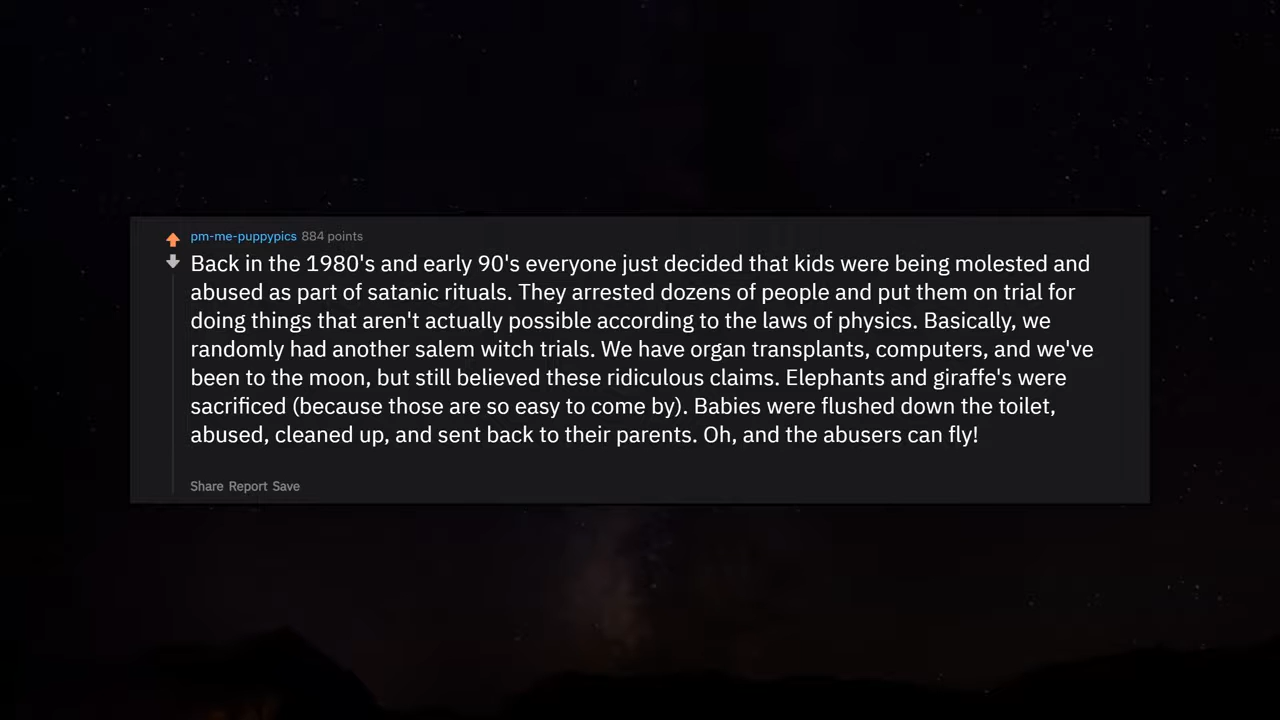 pm-me-puppypics 884 points
Back in the 1980's and early 90's everyone just decided that kids were being molested and
abused as part of satanic rituals. They arrested dozens of people and put them on trial for
doing things that aren't actually possible according to the laws of physics. Basically, we
randomly had another salem witch trials. We have organ transplants, computers, and we've
been to the moon, but still believed these ridiculous claims. Elephants and giraffe's were
sacrificed (because those are so easy to come by). Babies were flushed down the toilet,
abused, cleaned up, and sent back to their parents. Oh, and the abusers can fly!
Share Report Save